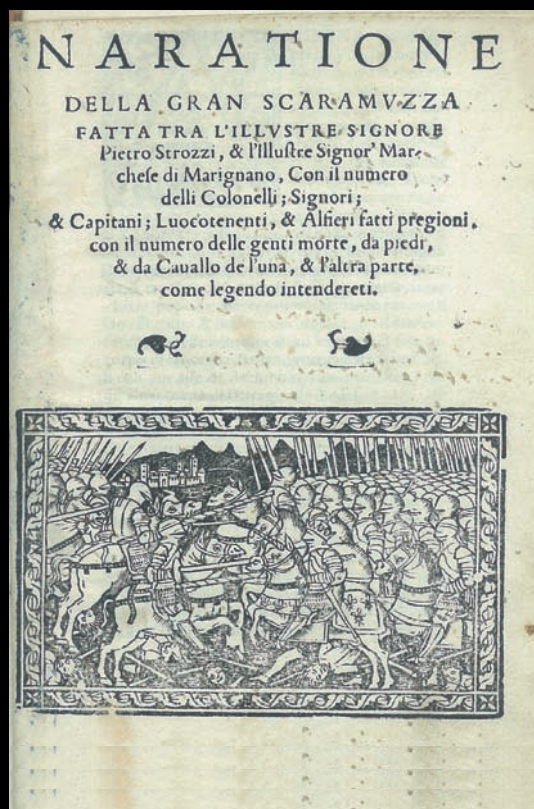 NARATIONE
DELLA GRAN SCARAMVZZA
FATTA TRA L'ILLVSTRE SIGNORE
Pietro Strozzi, & l'Illuſtre Signor' Mar-
cheſe di Marignano, Con il numero
delli Colonelli; Signori;
& Capitani; Luocotenenti, & Alfieri fatti pregioni,
con il numero delle genti morte, da piedi,
& da Cauallo de l'una, & l'altra parte,
come legendo intendereti.